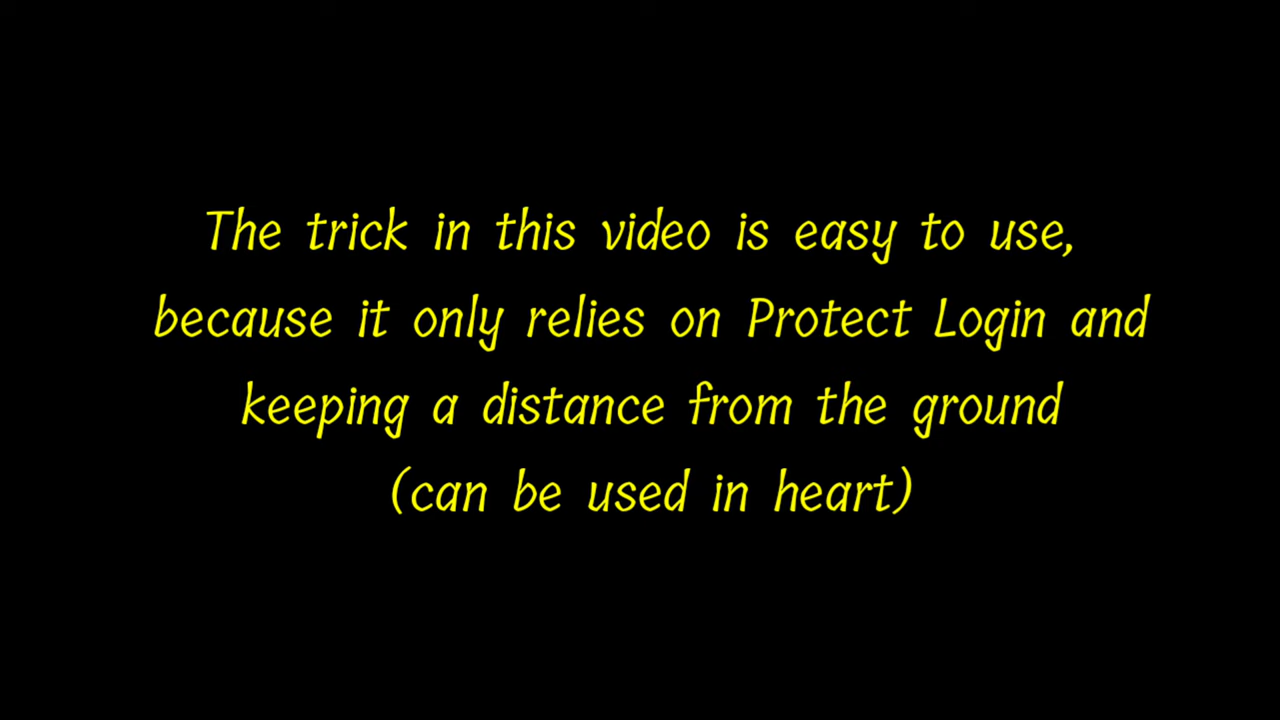 The trick in this video is easy to use,
because it only relies on Protect Login and
keeping a distance from the ground
(can be used in heart)